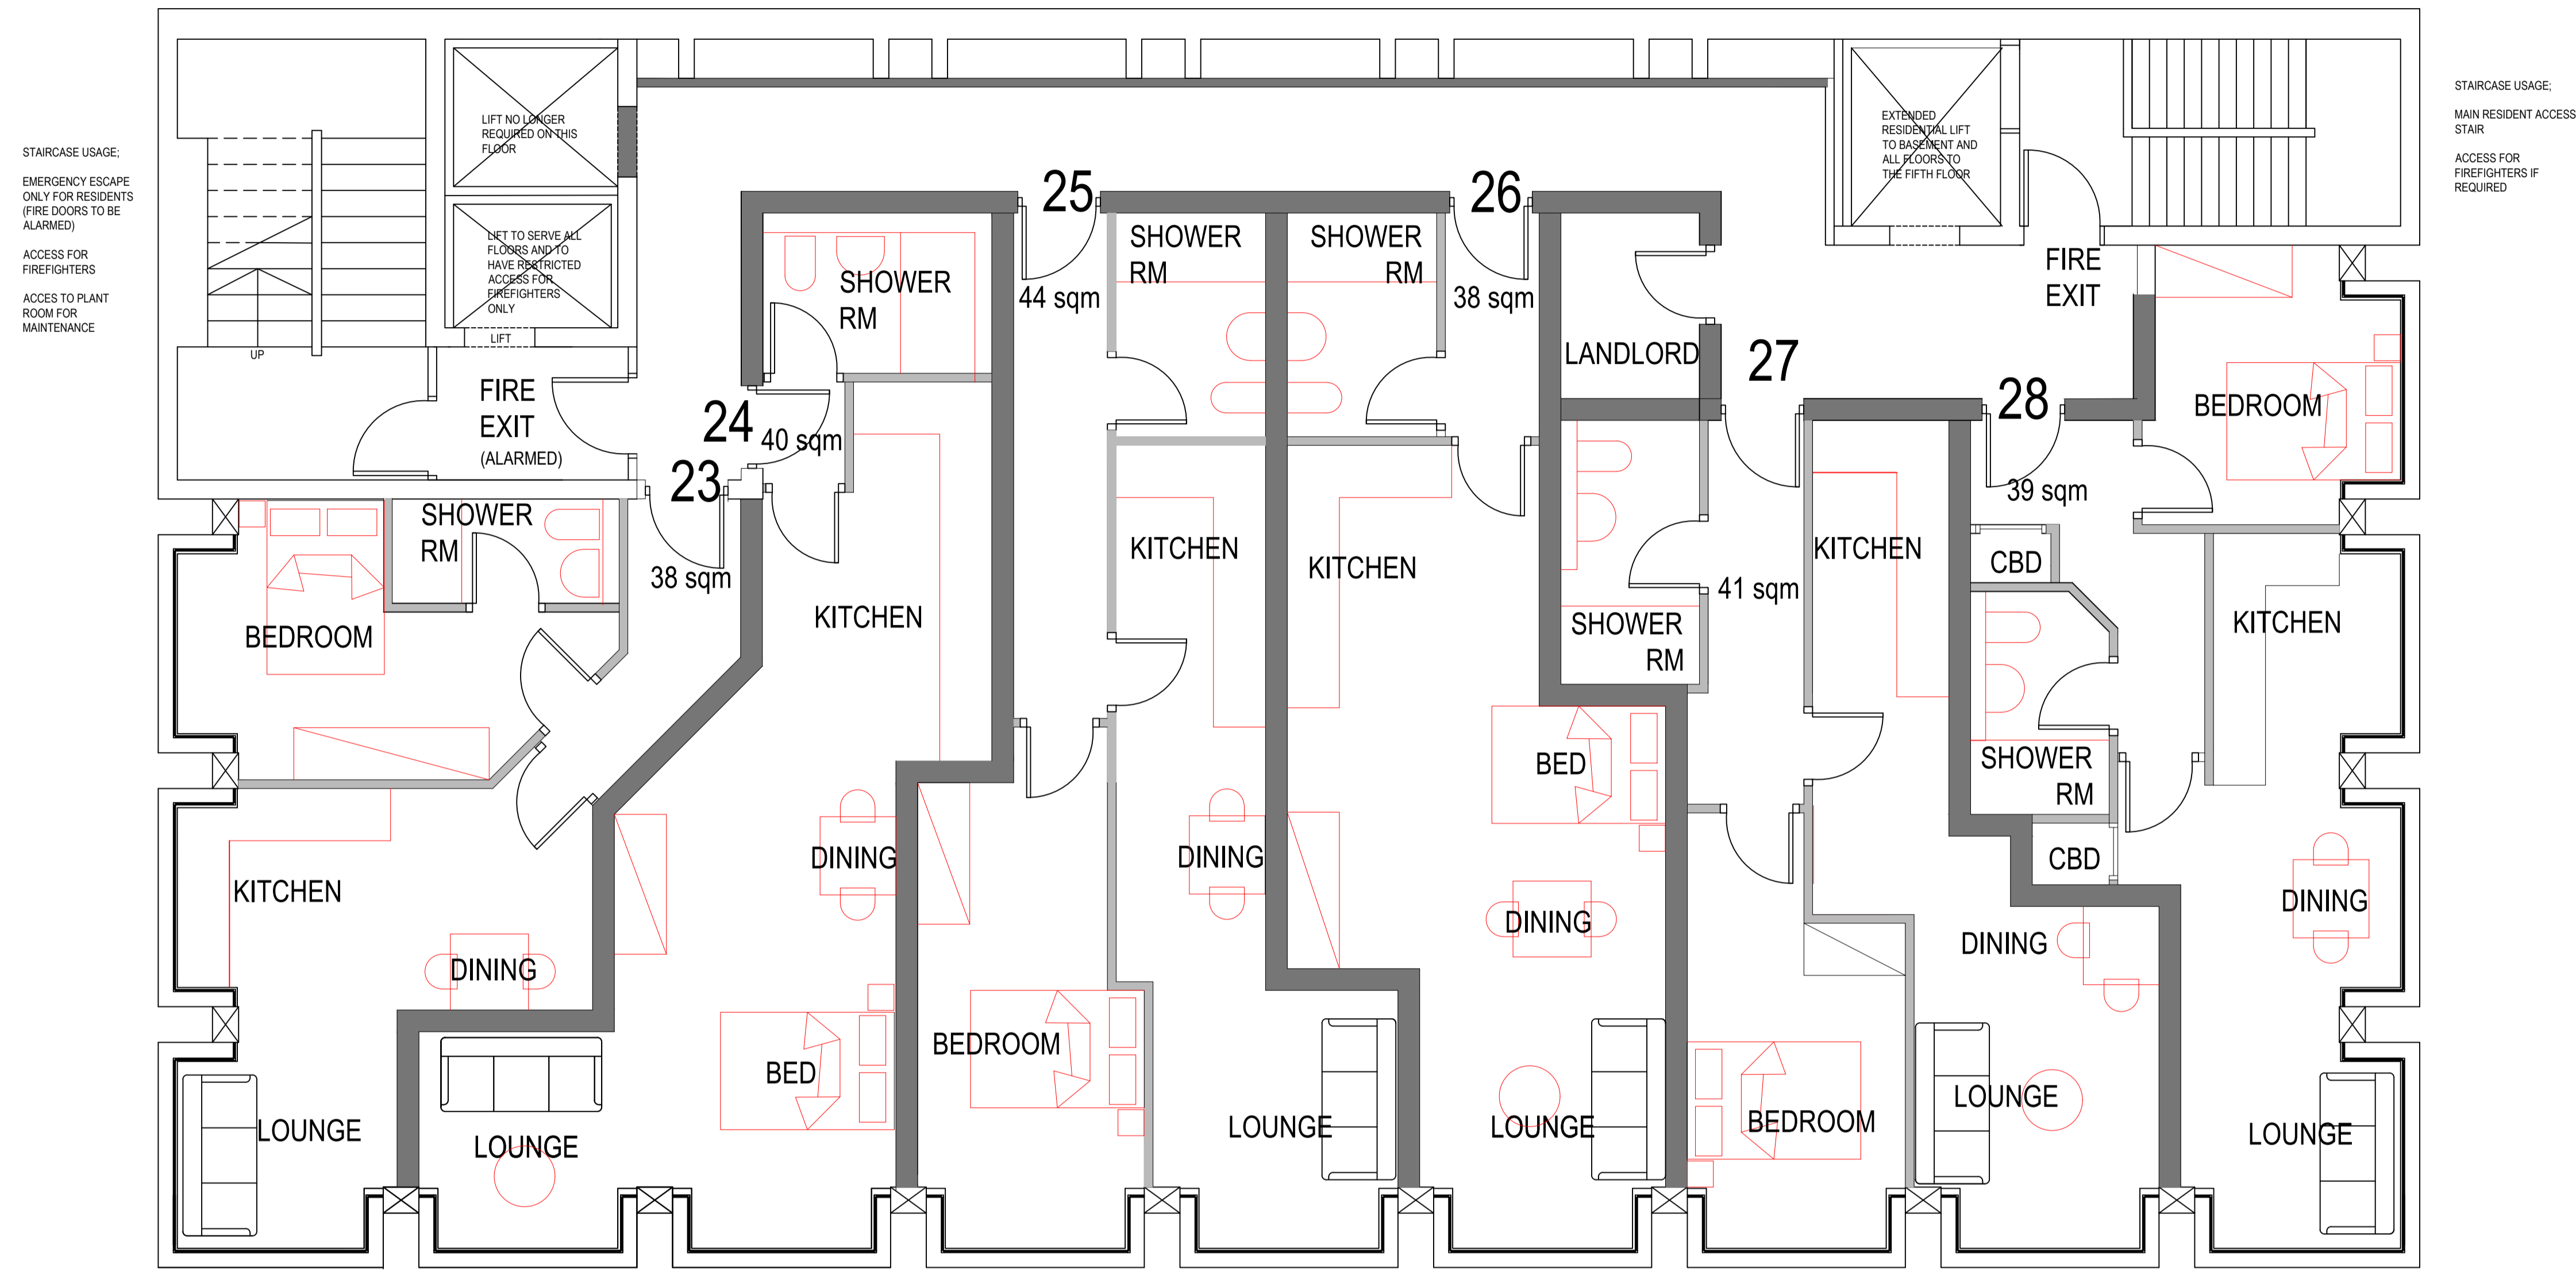 STAIRCASE USAGE;
EMERGENCY ESCAPE
ONLY FOR RESIDENTS
(FIRE DOORS TO BE
ALARMED)
ACCESS FOR
FIREFIGHTERS
ACCES TO PLANT
ROOM FOR
MAINTENANCE
UP
LIFT NO LONGER
REQUIRED ON THIS
FLOOR
LIFT TO SERVE ALL
FLOORS AND TO
HAVE RESTRICTED
ACCESS FOR
FIREFIGHTERS
ONLY
LIFT
FIRE
EXIT
(ALARMED)
EXTENDED
RESIDENTIAL LIFT
TO BASEMENT AND
ALL FLOORS TO
THE FIFTH FLOOR
STAIRCASE USAGE;
MAIN RESIDENT ACCESS
STAIR
ACCESS FOR
FIREFIGHTERS IF
REQUIRED
FIRE
EXIT
23
38 sqm
SHOWER
RM
BEDROOM
KITCHEN
DINING
LOUNGE
24
40 sqm
SHOWER
RM
KITCHEN
DINING
BED
LOUNGE
25
44 sqm
SHOWER
RM
KITCHEN
DINING
BEDROOM
LOUNGE
26
38 sqm
SHOWER
RM
KITCHEN
BED
DINING
LOUNGE
LANDLORD
27
41 sqm
SHOWER
RM
KITCHEN
DINING
BEDROOM
LOUNGE
28
39 sqm
BEDROOM
CBD
KITCHEN
SHOWER
RM
CBD
DINING
LOUNGE